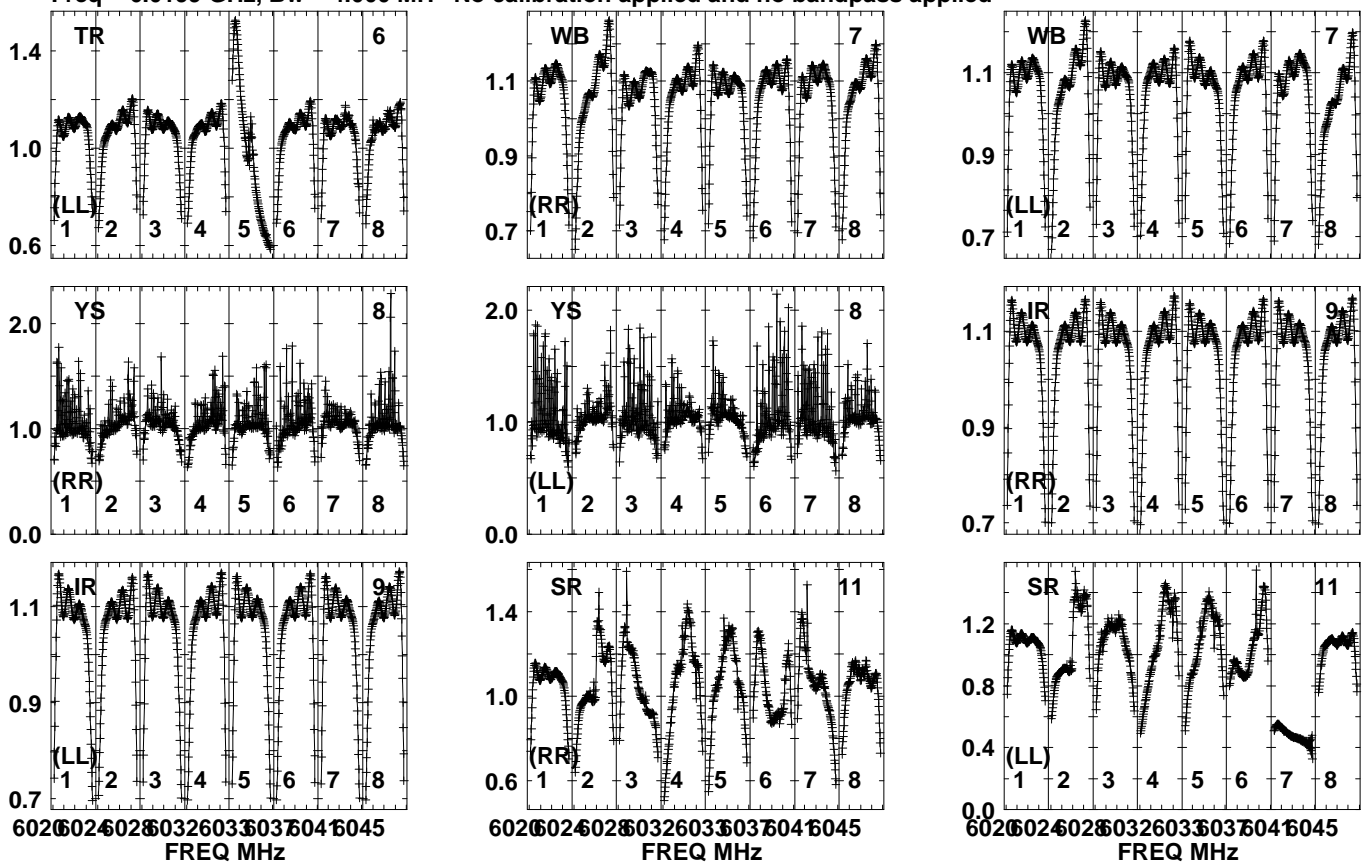 Freq = GHz, Bw = No calibration applied and no bandpass applied
TR 6
1.4
1.0
0.6
(LL)
1 2 3 4 5 6 7 8
WB 7
1.1
0.9
0.7
(RR)
1 2 3 4 5 6 7 8
WB 7
1.1
0.9
0.7
(LL)
1 2 3 4 5 6 7 8
YS 8
2.0
1.0
0.0
(RR)
1 2 3 4 5 6 7 8
YS 8
2.0
1.0
0.0
(LL)
1 2 3 4 5 6 7 8
IR 9
1.1
0.9
0.7
(RR)
1 2 3 4 5 6 7 8
IR 9
1.1
0.9
0.7
(LL)
1 2 3 4 5 6 7 8
6020 6024 6028 6032 6033 6037 6041 6045
FREQ MHz
SR 11
1.4
1.0
0.6
(RR)
1 2 3 4 5 6 7 8
6020 6024 6028 6032 6033 6037 6041 6045
FREQ MHz
SR 11
1.2
0.8
0.4
0.0
(LL)
1 2 3 4 5 6 7 8
6020 6024 6028 6032 6033 6037 6041 6045
FREQ MHz